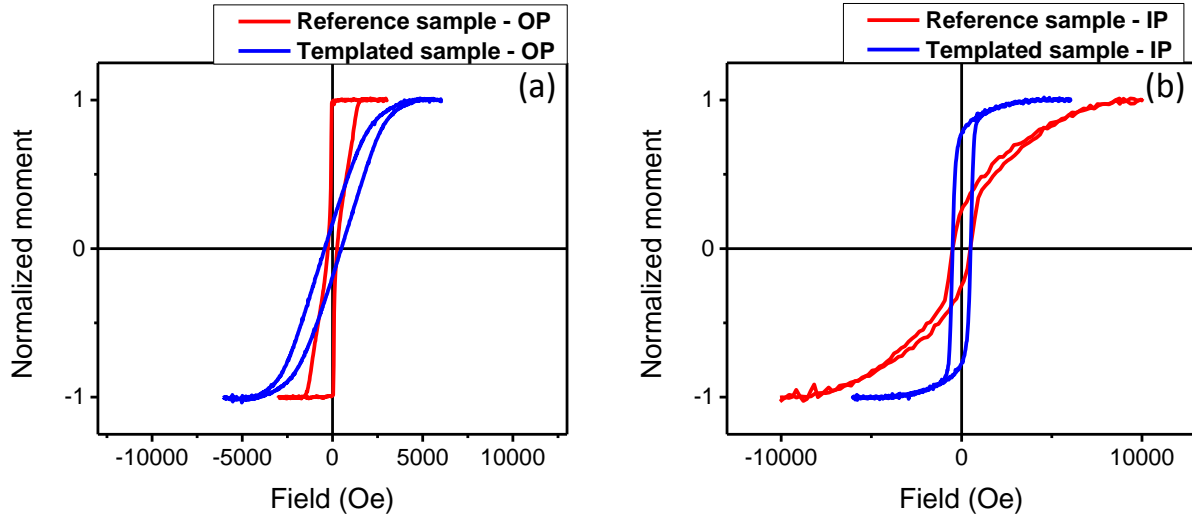 Reference sample - OP
Templated sample - OP
(a)
Normalized moment
1
0
-1
-10000 -5000 0 5000 10000
Field (Oe)
Reference sample - IP
Templated sample - IP
(b)
Normalized moment
1
0
-1
-10000 0 10000
Field (Oe)